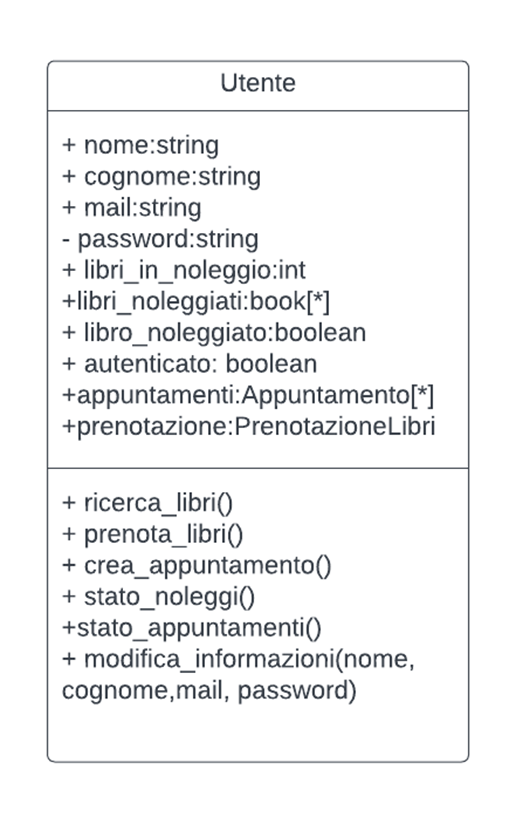 Utente
+ nome:string
+ cognome:string
+ mail:string
- password:string
+ libri_in_noleggio:int
+libri_noleggiati:book[*]
+ libro_noleggiato:boolean
+ autenticato: boolean
+appuntamenti:Appuntamento[*]
+prenotazione:PrenotazioneLibri
+ ricerca_libri()
+ prenota_libri()
+ crea_appuntamento()
+ stato_noleggi()
+stato_appuntamenti()
+ modifica_informazioni(nome,
cognome,mail, password)